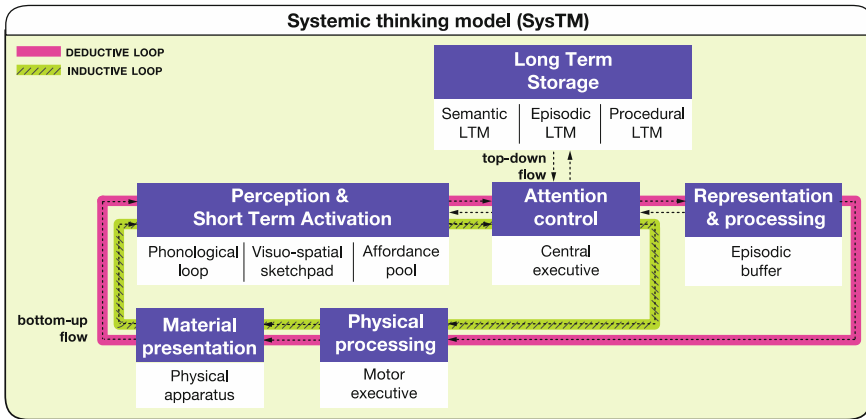 Systemic thinking model (SysTM)
DEDUCTIVE LOOP
INDUCTIVE LOOP
Long Term
Storage
Semantic
LTM
Episodic
LTM
Procedural
LTM
top-down
flow
Perception &
Short Term Activation
Phonological
loop
Visuo-spatial
sketchpad
Affordance
pool
Attention
control
Central
executive
Representation
& processing
Episodic
buffer
bottom-up
flow
Material
presentation
Physical
apparatus
Physical
processing
Motor
executive